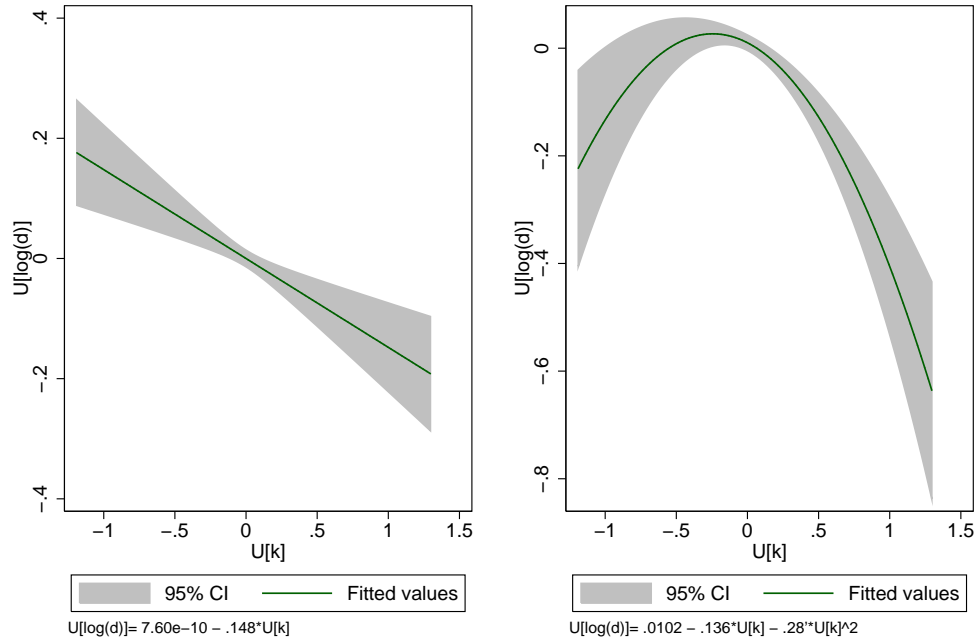 .4
.2
0
−.2
−.4
U[log(d)]
−1
−.5
0
.5
1
1.5
U[k]
95% CI
Fitted values
U[log(d)]= 7.60e−10 − .148*U[k]
0
−.2
−.4
−.6
−.8
U[log(d)]
−1
−.5
0
.5
1
1.5
U[k]
95% CI
Fitted values
U[log(d)]= .0102 − .136*U[k] − .28'*U[k]^2